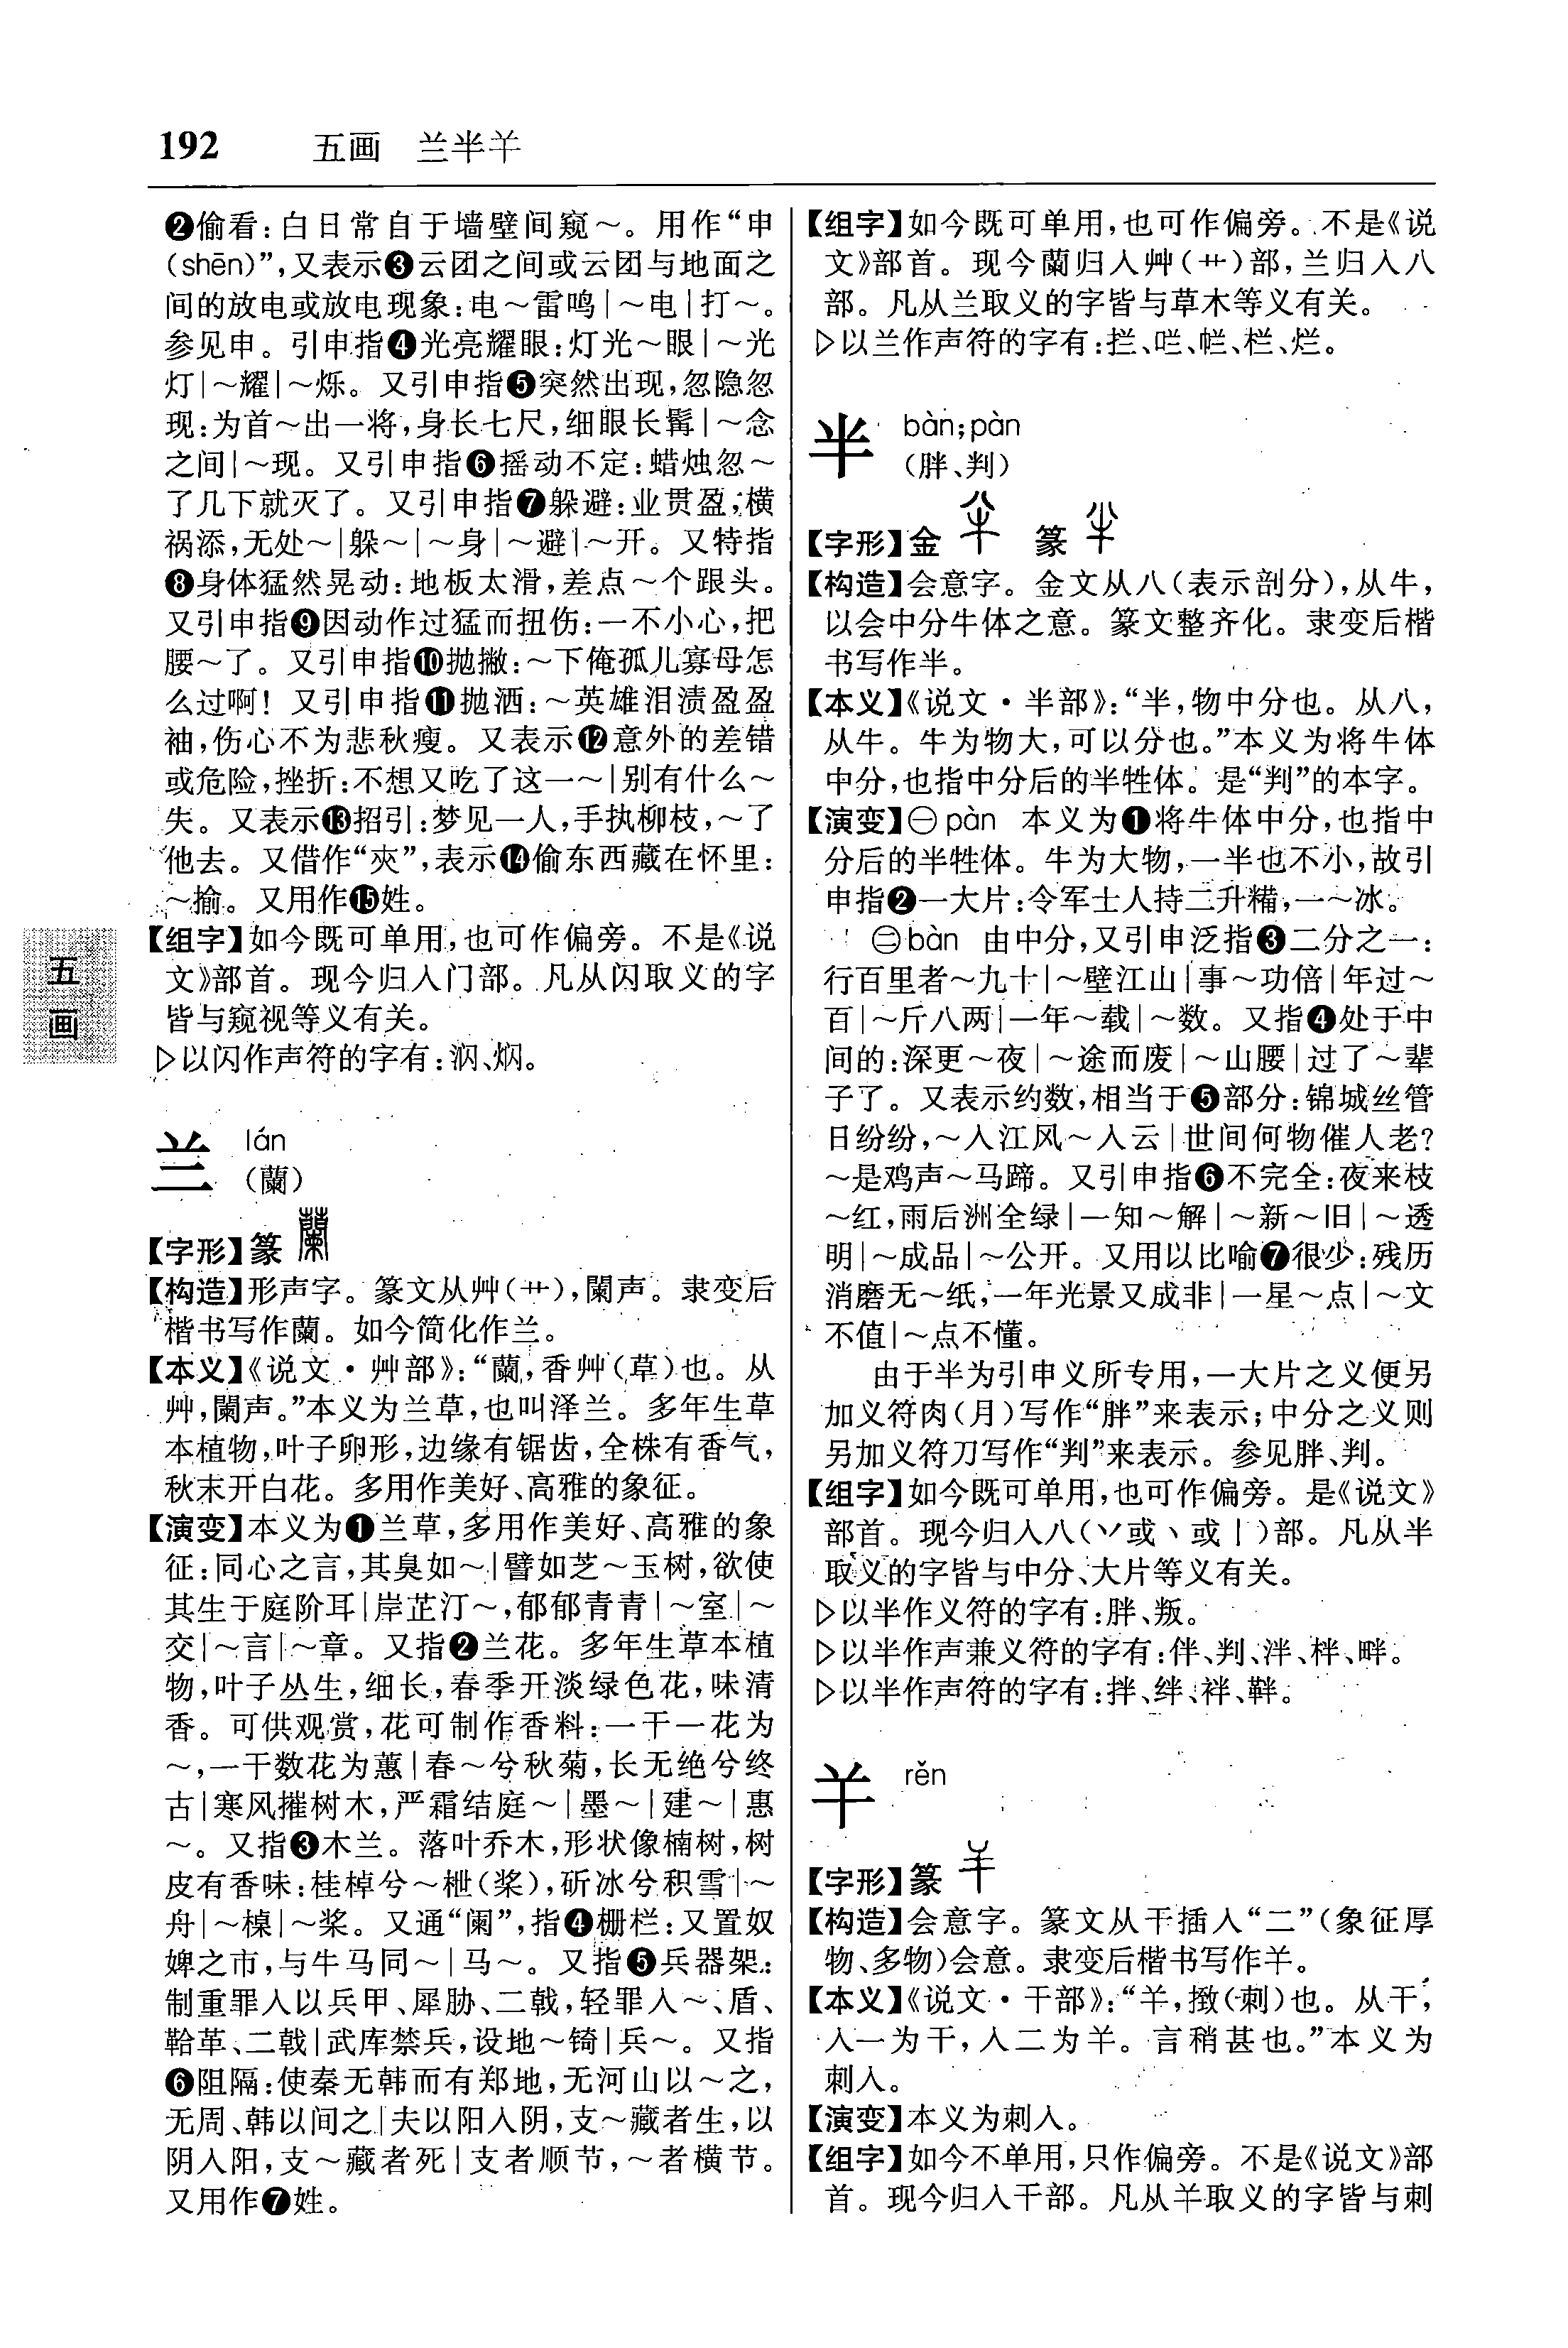 192 五画 兰半𢆉
❷偷看:白日常自于墙壁间窥～。用作“申
(shēn)”,又表示❸云团之间或云团与地面之
间的放电或放电现象:电～雷鸣|～电|打～。
参见申。引申指❹光亮耀眼:灯光～眼|～光
灯|～耀|～烁。又引申指❺突然出现,忽隐忽
现:为首～出一将,身长七尺,细眼长髯|～念
之间|～现。又引申指❻摇动不定:蜡烛忽～
了几下就灭了。又引申指❼躲避:业贯盈,横
祸添,无处～|躲～|～身|～避|～开。又特指
❽身体猛然晃动:地板太滑,差点～个跟头。
又引申指❾因动作过猛而扭伤:一不小心,把
腰～了。又引申指❿抛撇:～下俺孤儿寡母怎
么过啊!又引申指⓫抛洒:～英雄泪渍盈盈
袖,伤心不为悲秋瘦。又表示⓬意外的差错
或危险,挫折:不想又吃了这一～|别有什么～
失。又表示⓭招引:梦见一人,手执柳枝,～了
他去。又借作“㚒”,表示⓮偷东西藏在怀里:
～揄。又用作⓯姓。
【组字】如今既可单用,也可作偏旁。不是《说
文》部首。现今归入门部。凡从闪取义的字
皆与窥视等义有关。
▷以闪作声符的字有:㴸、焖。
五
画
兰 lán
(蘭)
【字形】篆
【构造】形声字。篆文从艸(艹),闌声。隶变后
楷书写作蘭。如今简化作兰。
【本义】《说文·艸部》:“蘭,香艸(草)也。从
艸,闌声。”本义为兰草,也叫泽兰。多年生草
本植物,叶子卵形,边缘有锯齿,全株有香气,
秋末开白花。多用作美好、高雅的象征。
【演变】本义为❶兰草,多用作美好、高雅的象
征:同心之言,其臭如～|譬如芝～玉树,欲使
其生于庭阶耳|岸芷汀～,郁郁青青|～室|～
交|～言|～章。又指❷兰花。多年生草本植
物,叶子丛生,细长,春季开淡绿色花,味清
香。可供观赏,花可制作香料:一干一花为
～,一干数花为蕙|春～兮秋菊,长无绝兮终
古|寒风摧树木,严霜结庭～|墨～|建～|惠
～。又指❸木兰。落叶乔木,形状像楠树,树
皮有香味:桂棹兮～枻(桨),斫冰兮积雪|～
舟|～橈|～桨。又通“阑”,指❹栅栏:又置奴
婢之市,与牛马同～|马～。又指❺兵器架:
制重罪入以兵甲、犀胁、二戟,轻罪入～、盾、
鞈革、二戟|武库禁兵,设地～锜|兵～。又指
❻阻隔:使秦无韩而有郑地,无河山以～之,
无周、韩以间之|夫以阳入阴,支～藏者生,以
阴入阳,支～藏者死|支者顺节,～者横节。
又用作❼姓。
【组字】如今既可单用,也可作偏旁。不是《说
文》部首。现今蘭归入艸(艹)部,兰归入八
部。凡从兰取义的字皆与草木等义有关。
▷以兰作声符的字有:拦、㘓、㡏、栏、烂。
半 bàn;pàn
(胖、判)
【字形】金 篆
【构造】会意字。金文从八(表示剖分),从牛,
以会中分牛体之意。篆文整齐化。隶变后楷
书写作半。
【本义】《说文·半部》:“半,物中分也。从八,
从牛。牛为物大,可以分也。”本义为将牛体
中分,也指中分后的半牲体。是“判”的本字。
【演变】㊀pàn 本义为❶将牛体中分,也指中
分后的半牲体。牛为大物,一半也不小,故引
申指❷一大片:令军士人持二升糒,一～冰。
㊁bàn 由中分,又引申泛指❸二分之一:
行百里者～九十|～壁江山|事～功倍|年过～
百|～斤八两|一年～载|～数。又指❹处于中
间的:深更～夜|～途而废|～山腰|过了～辈
子了。又表示约数,相当于❺部分:锦城丝管
日纷纷,～入江风～入云|世间何物催人老?
～是鸡声～马蹄。又引申指❻不完全:夜来枝
～红,雨后洲全绿|一知～解|～新～旧|～透
明|～成品|～公开。又用以比喻❼很少:残历
消磨无～纸,一年光景又成非|一星～点|～文
不值|～点不懂。
由于半为引申义所专用,一大片之义便另
加义符肉(月)写作“胖”来表示;中分之义则
另加义符刀写作“判”来表示。参见胖、判。
【组字】如今既可单用,也可作偏旁。是《说文》
部首。现今归入八(丷或丶或丨)部。凡从半
取义的字皆与中分、大片等义有关。
▷以半作义符的字有:胖、叛。
▷以半作声兼义符的字有:伴、判、泮、柈、畔。
▷以半作声符的字有:拌、绊、袢、靽。
𢆉 rěn
【字形】篆
【构造】会意字。篆文从干插入“二”(象征厚
物、多物)会意。隶变后楷书写作𢆉。
【本义】《说文·干部》:“𢆉,撴(刺)也。从干,
入一为干,入二为𢆉。言稍甚也。”本义为
刺入。
【演变】本义为刺入。
【组字】如今不单用,只作偏旁。不是《说文》部
首。现今归入干部。凡从𢆉取义的字皆与刺